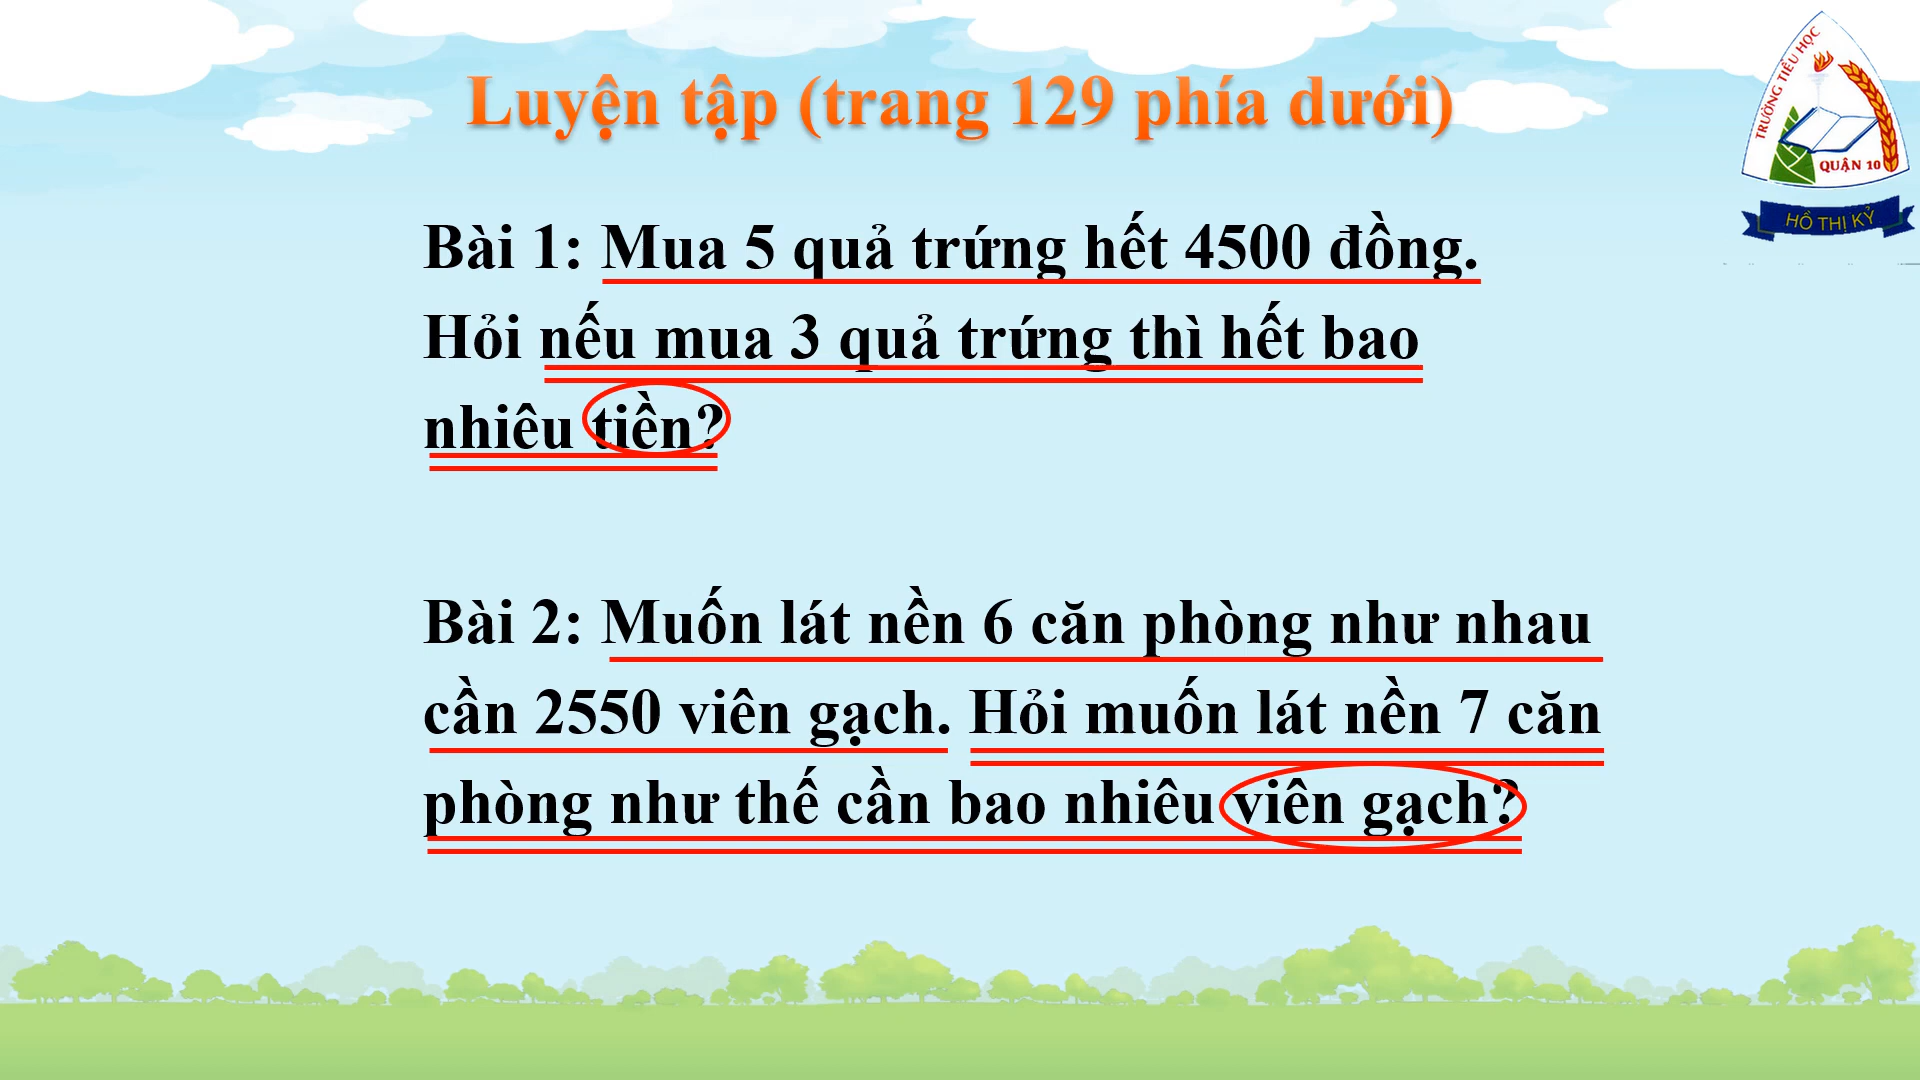 Luyện tập (trang 129 phía dưới)
TRƯỜNG TIỂU HỌC
QUẬN 10
HỒ THỊ KỶ
Bài 1: Mua 5 quả trứng hết 4500 đồng.
Hỏi nếu mua 3 quả trứng thì hết bao
nhiêu tiền?
Bài 2: Muốn lát nền 6 căn phòng như nhau
cần 2550 viên gạch. Hỏi muốn lát nền 7 căn
phòng như thế cần bao nhiêu viên gạch?